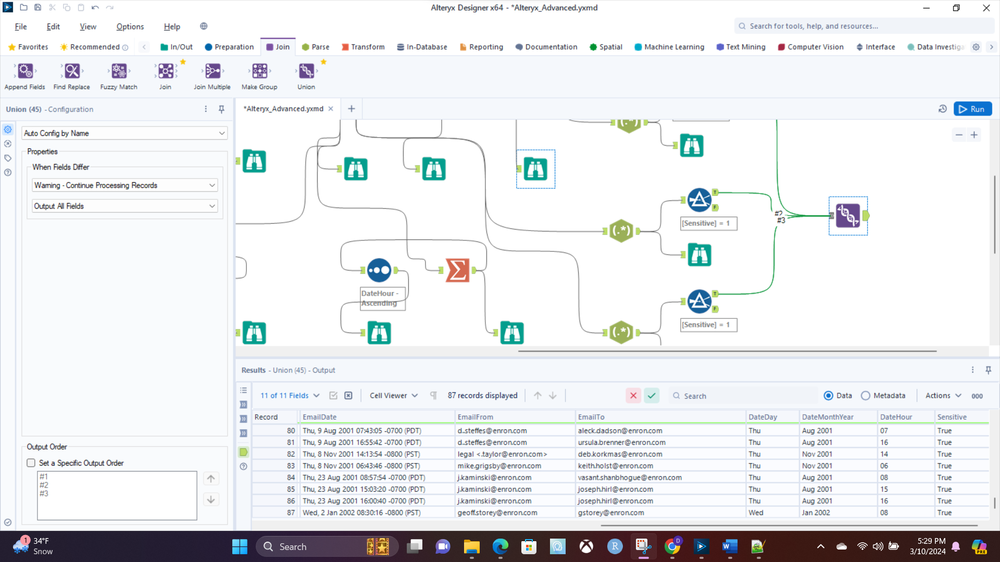 Alteryx Designer x64 - *Alteryx_Advanced.yxmd
File Edit View Options Help
Search for tools, help, and resources...
Favorites Recommended In/Out Preparation Join Parse Transform In-Database Reporting Documentation Spatial Machine Learning Text Mining Computer Vision Interface Data Investiga
Append Fields Find Replace Fuzzy Match Join Join Multiple Make Group Union
Union (45) - Configuration
*Alteryx_Advanced.yxmd
Run
Auto Config by Name
Properties
When Fields Differ
Warning - Continue Processing Records
Output All Fields
(.*)
T
F
[Sensitive] = 1
#2
#3
(.*)
DateHour -
Ascending
T
F
[Sensitive] = 1
(.*)
Results - Union (45) - Output
11 of 11 Fields Cell Viewer 87 records displayed Search Data Metadata Actions 000
Record EmailDate EmailFrom EmailTo DateDay DateMonthYear DateHour Sensitive
80 Thu, 9 Aug 2001 07:43:05 -0700 (PDT) d..steffes@enron.com aleck.dadson@enron.com Thu Aug 2001 07 True
81 Thu, 9 Aug 2001 16:55:42 -0700 (PDT) d..steffes@enron.com ursula.brenner@enron.com Thu Aug 2001 16 True
82 Thu, 8 Nov 2001 14:13:54 -0800 (PST) legal <.taylor@enron.com> deb.korkmas@enron.com Thu Nov 2001 14 True
83 Thu, 8 Nov 2001 06:43:46 -0800 (PST) mike.grigsby@enron.com keith.holst@enron.com Thu Nov 2001 06 True
84 Thu, 23 Aug 2001 08:57:54 -0700 (PDT) j.kaminski@enron.com vasant.shanbhogue@enron.com Thu Aug 2001 08 True
85 Thu, 23 Aug 2001 15:03:20 -0700 (PDT) j.kaminski@enron.com joseph.hirl@enron.com Thu Aug 2001 15 True
86 Thu, 23 Aug 2001 16:00:40 -0700 (PDT) j.kaminski@enron.com joseph.hirl@enron.com Thu Aug 2001 16 True
87 Wed, 2 Jan 2002 08:30:16 -0800 (PST) geoff.storey@enron.com gstorey@enron.com Wed Jan 2002 08 True
Output Order
Set a Specific Output Order
#1
#2
#3
1
34°F
Snow
Search
R
D
W
5:29 PM
3/10/2024
PRE